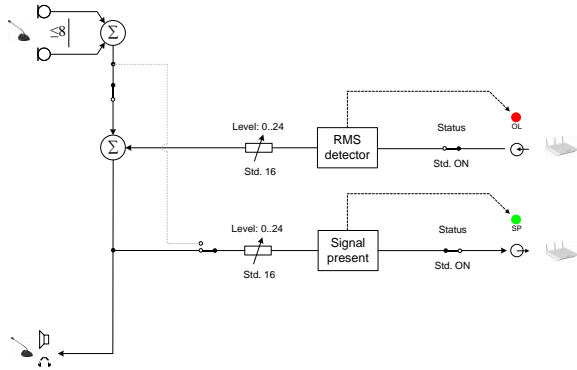 ≤8
Σ
Σ
Level: 0..24
Std. 16
RMS
detector
Status
Std. ON
OL
Level: 0..24
Std. 16
Signal
present
Status
Std. ON
SP